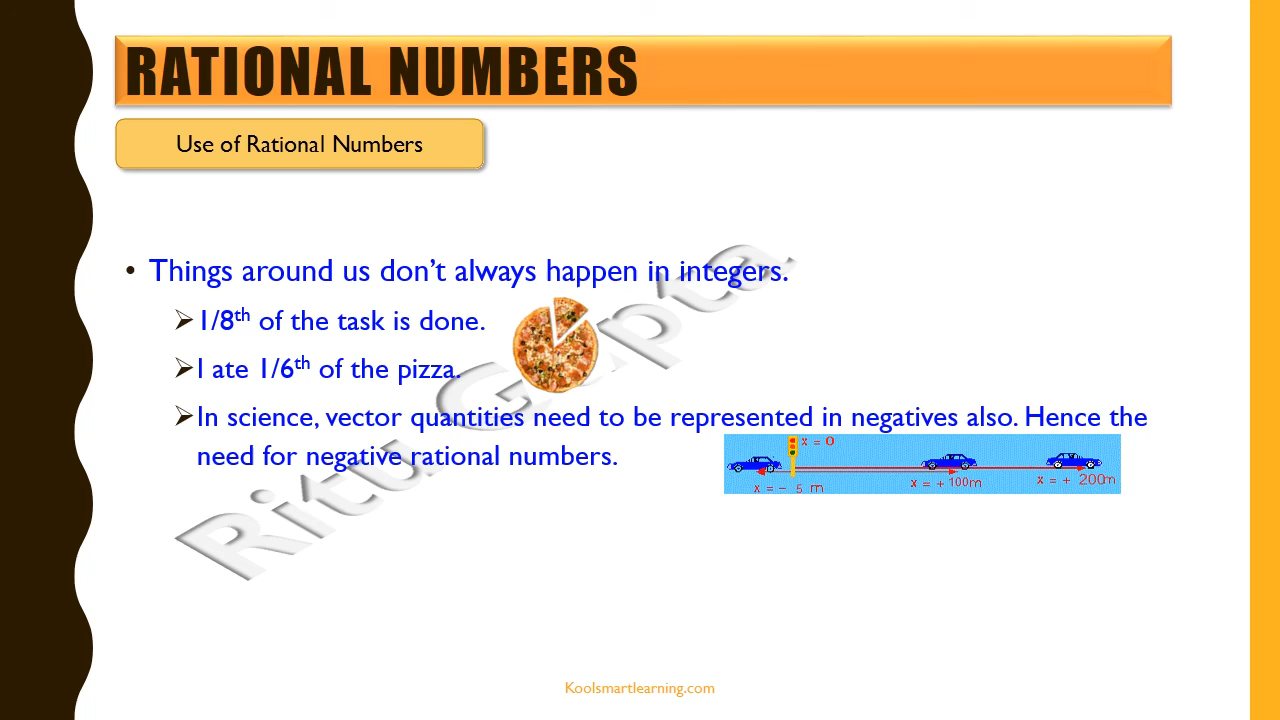 RATIONAL NUMBERS
Use of Rational Numbers
• Things around us don’t always happen in integers.
➢1/8th of the task is done.
➢I ate 1/6th of the pizza.
➢In science, vector quantities need to be represented in negatives also. Hence the
need for negative rational numbers.
x = 0
x = - 5 m
x = + 100m
x = + 200m
Ritu Gupta
Koolsmartlearning.com